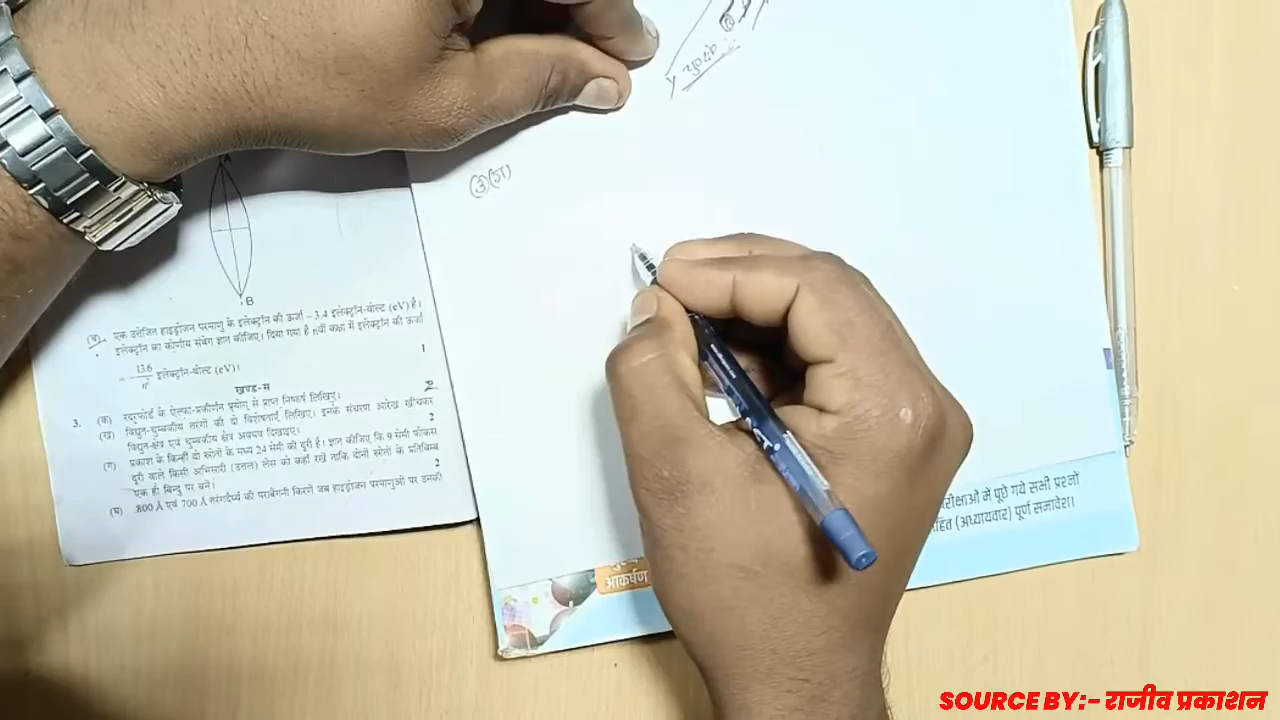 ③(ग)
A
B
(ब) एक उत्तेजित हाइड्रोजन परमाणु के इलेक्ट्रॉन की ऊर्जा – 3.4 इलेक्ट्रॉन-वोल्ट (eV) है।
इलेक्ट्रॉन का कोणीय संवेग ज्ञात कीजिए। दिया गया है nवीं कक्षा में इलेक्ट्रॉन की ऊर्जा
= – 13.6/n² इलेक्ट्रॉन-वोल्ट (eV)। 1
खण्ड-स
3. (क) रदरफोर्ड के ऐल्फा-प्रकीर्णन प्रयोग से प्राप्त निष्कर्ष लिखिए। 2
(ख) विद्युत-चुम्बकीय तरंगों की दो विशेषताएँ लिखिए। इनके संचरण आरेख खींचकर
विद्युत-क्षेत्र एवं चुम्बकीय क्षेत्र अवयव दिखाइए। 2
(ग) प्रकाश के किन्हीं दो स्रोतों के मध्य 24 सेमी की दूरी है। ज्ञात कीजिए कि 9 सेमी फोकस
दूरी वाले किसी अभिसारी (उत्तल) लेंस को कहाँ रखें ताकि दोनों स्रोतों के प्रतिबिम्ब
एक ही बिन्दु पर बनें। 2
(घ) 800 Å एवं 700 Å तरंगदैर्घ्य की पराबैंगनी किरणें जब हाइड्रोजन परमाणुओं पर उनकी
रीक्षाओं में पूछे गये सभी प्रश्नों
हित (अध्यायवार) पूर्ण समावेश।
आकर्षण
SOURCE BY:- राजीव प्रकाशन